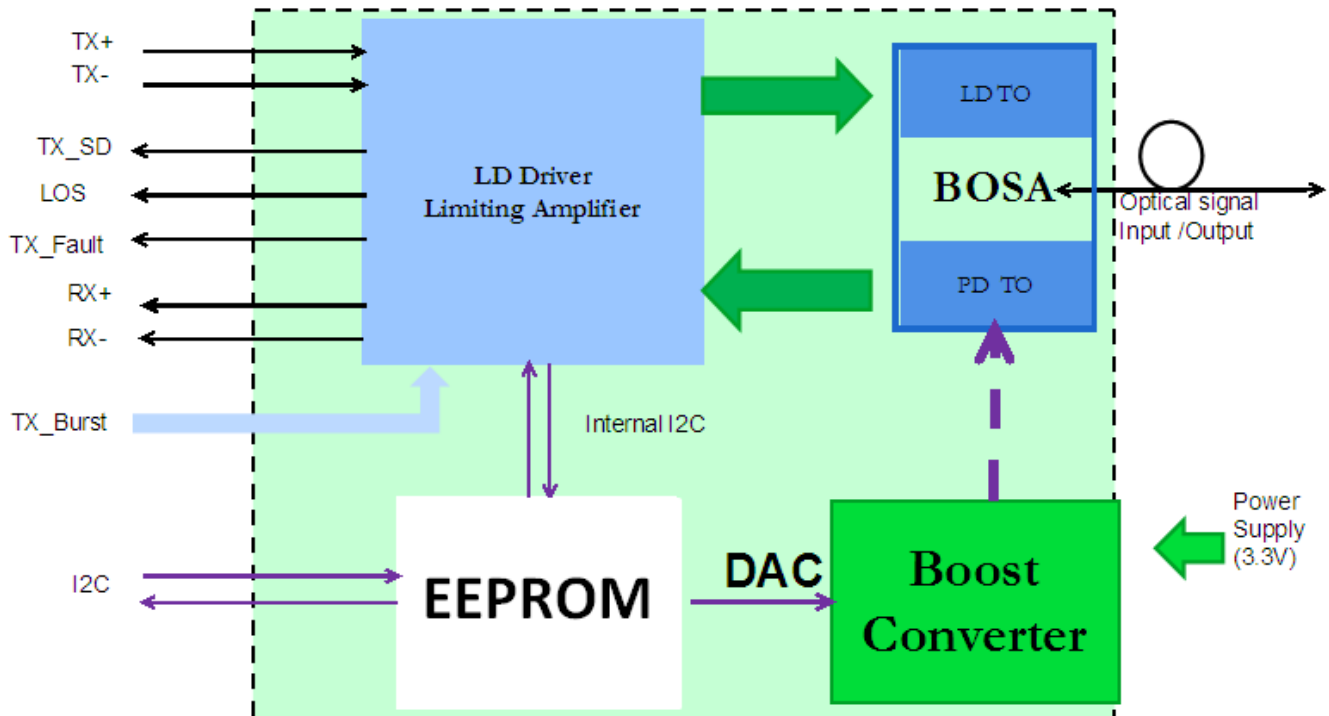 TX+
TX-
TX_SD
LOS
TX_Fault
RX+
RX-
TX_Burst
I2C
LD Driver
Limiting Amplifier
Internal I2C
EEPROM
DAC
LD TO
BOSA
PD TO
Optical signal
Input /Output
Boost
Converter
Power
Supply
(3.3V)